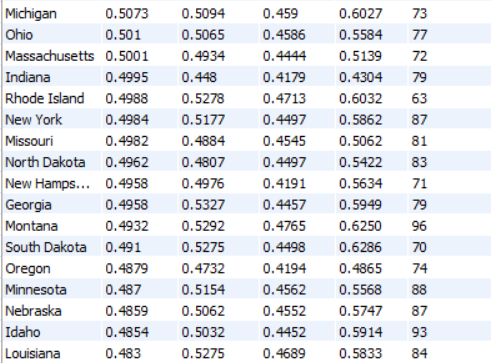 Michigan 0.5073 0.5094 0.459 0.6027 73
Ohio 0.501 0.5065 0.4586 0.5584 77
Massachusetts 0.5001 0.4934 0.4444 0.5139 72
Indiana 0.4995 0.448 0.4179 0.4304 79
Rhode Island 0.4988 0.5278 0.4713 0.6032 63
New York 0.4984 0.5177 0.4497 0.5862 87
Missouri 0.4982 0.4884 0.4545 0.5062 81
North Dakota 0.4962 0.4807 0.4497 0.5422 83
New Hamps... 0.4958 0.4976 0.4191 0.5634 71
Georgia 0.4958 0.5327 0.4457 0.5949 79
Montana 0.4932 0.5292 0.4765 0.6250 96
South Dakota 0.491 0.5275 0.4498 0.6286 70
Oregon 0.4879 0.4732 0.4194 0.4865 74
Minnesota 0.487 0.5154 0.4562 0.5568 88
Nebraska 0.4859 0.5062 0.4552 0.5747 87
Idaho 0.4854 0.5032 0.4452 0.5914 93
Louisiana 0.483 0.5275 0.4689 0.5833 84